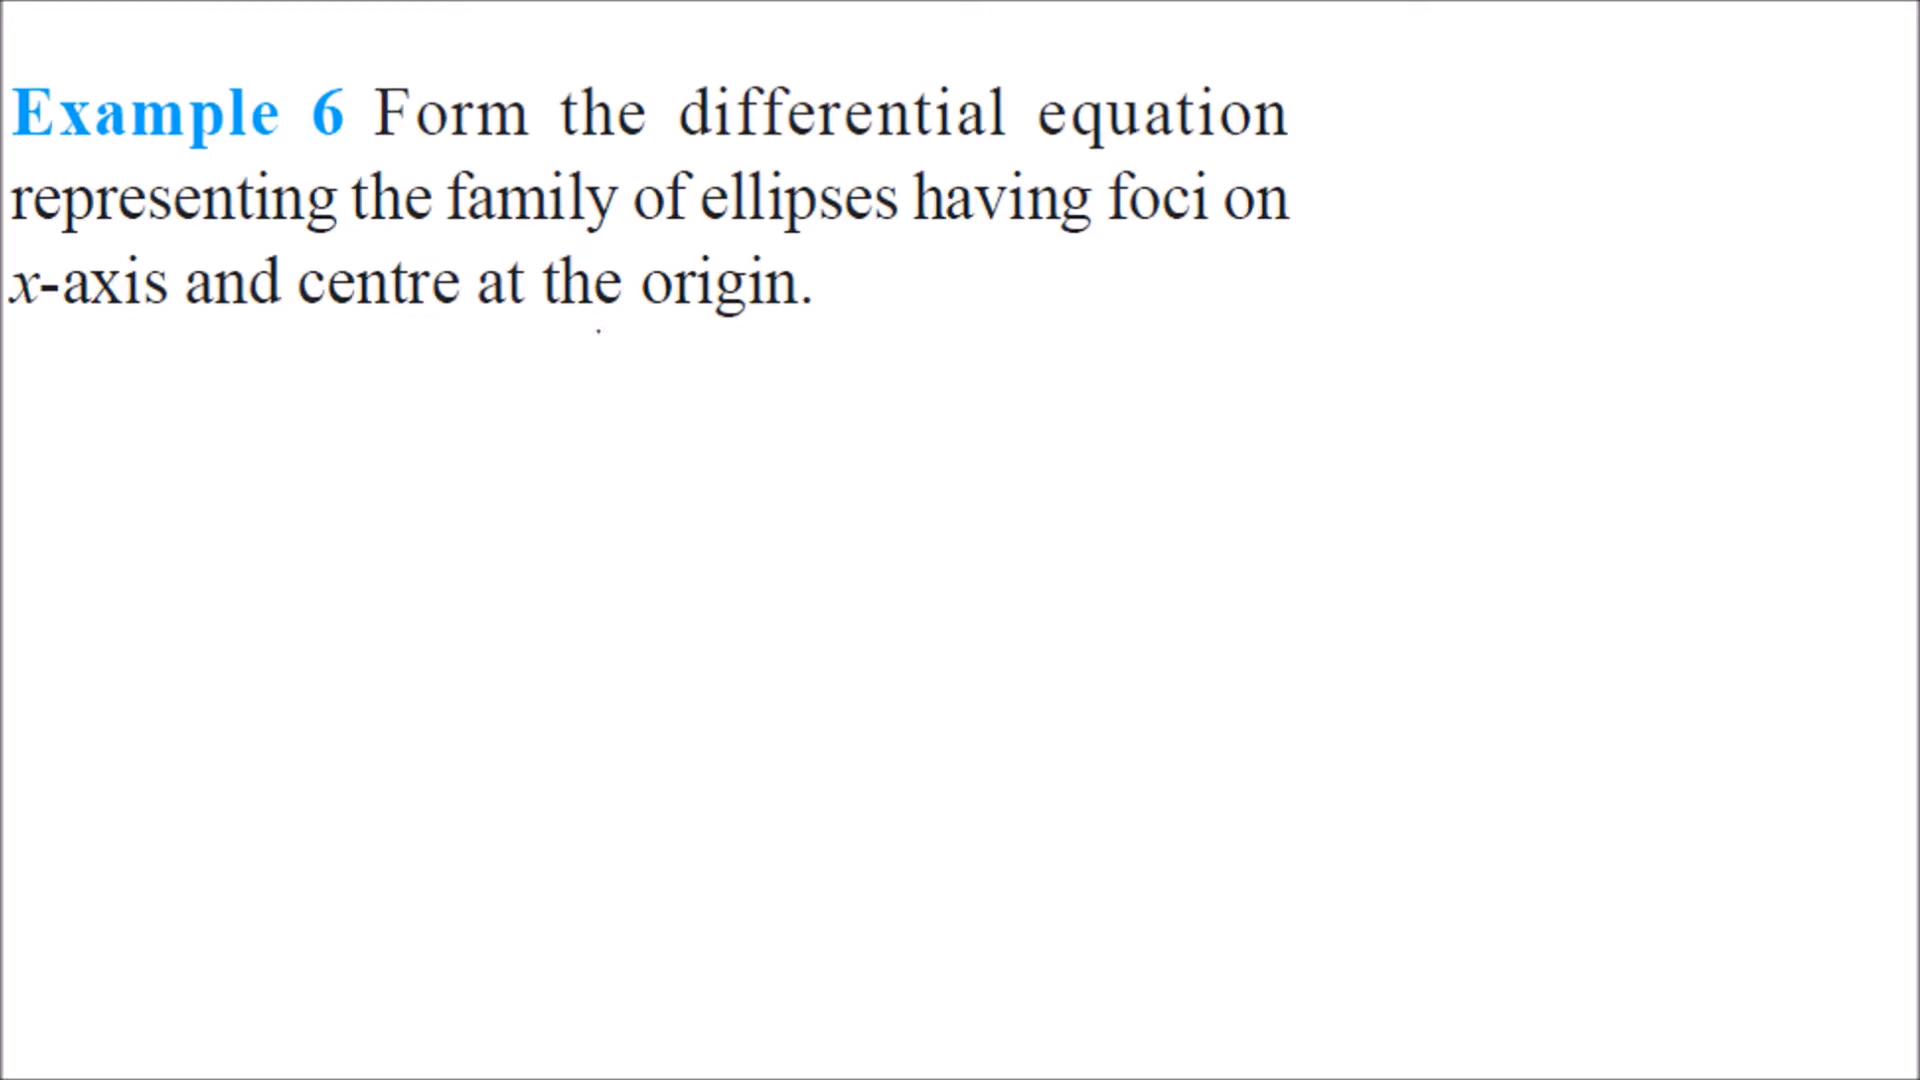 Example 6 Form the differential equation
representing the family of ellipses having foci on
x-axis and centre at the origin.